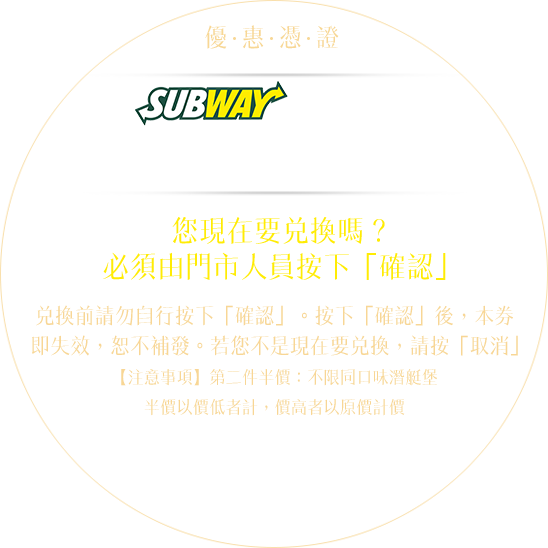 優·惠·憑·證
SUBWAY
您現在要兌換嗎？
必須由門市人員按下「確認」
兌換前請勿自行按下「確認」。按下「確認」後，本券
即失效，恕不補發。若您不是現在要兌換，請按「取消」
【注意事項】第二件半價：不限同口味潛艇堡
半價以價低者計，價高者以原價計價